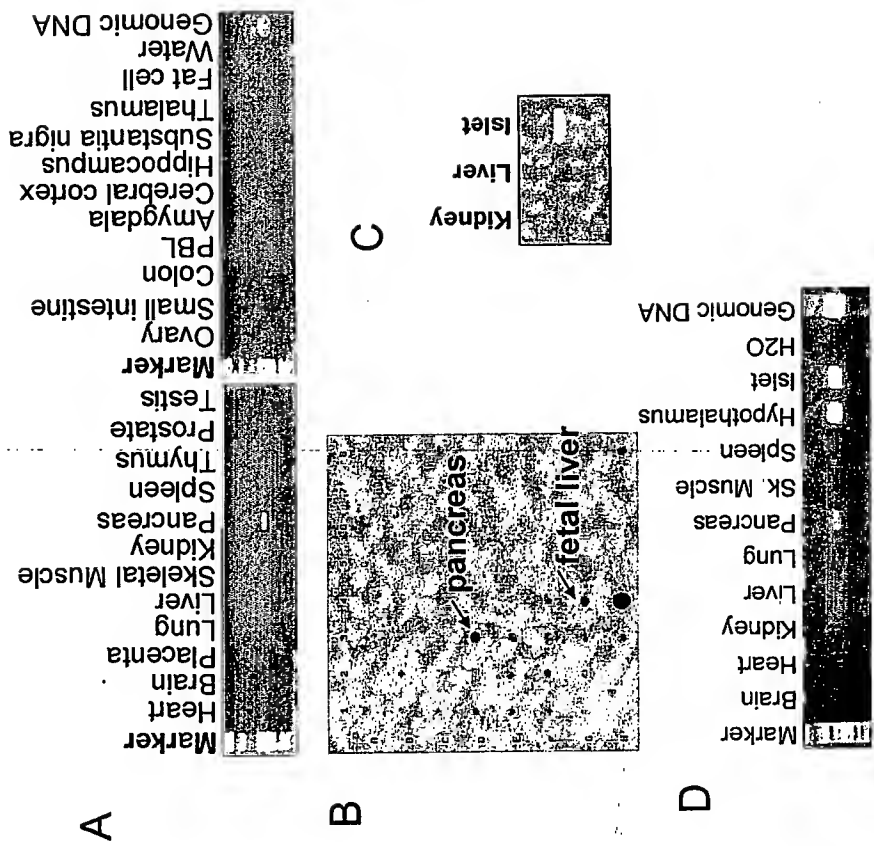 A
Marker
Heart
Brain
Placenta
Lung
Liver
Skeletal Muscle
Kidney
Pancreas
Spleen
Thymus
Prostate
Testis
Marker
Ovary
Small intestine
Colon
PBL
Amygdala
Cerebral cortex
Hippocampus
Substantia nigra
Thalamus
Fat cell
Water
Genomic DNA
B
pancreas
fetal liver
C
Kidney
Liver
Islet
D
Marker
Brain
Heart
Kidney
Liver
Lung
Pancreas
Sk. Muscle
Spleen
Hypothalamus
Islet
H2O
Genomic DNA